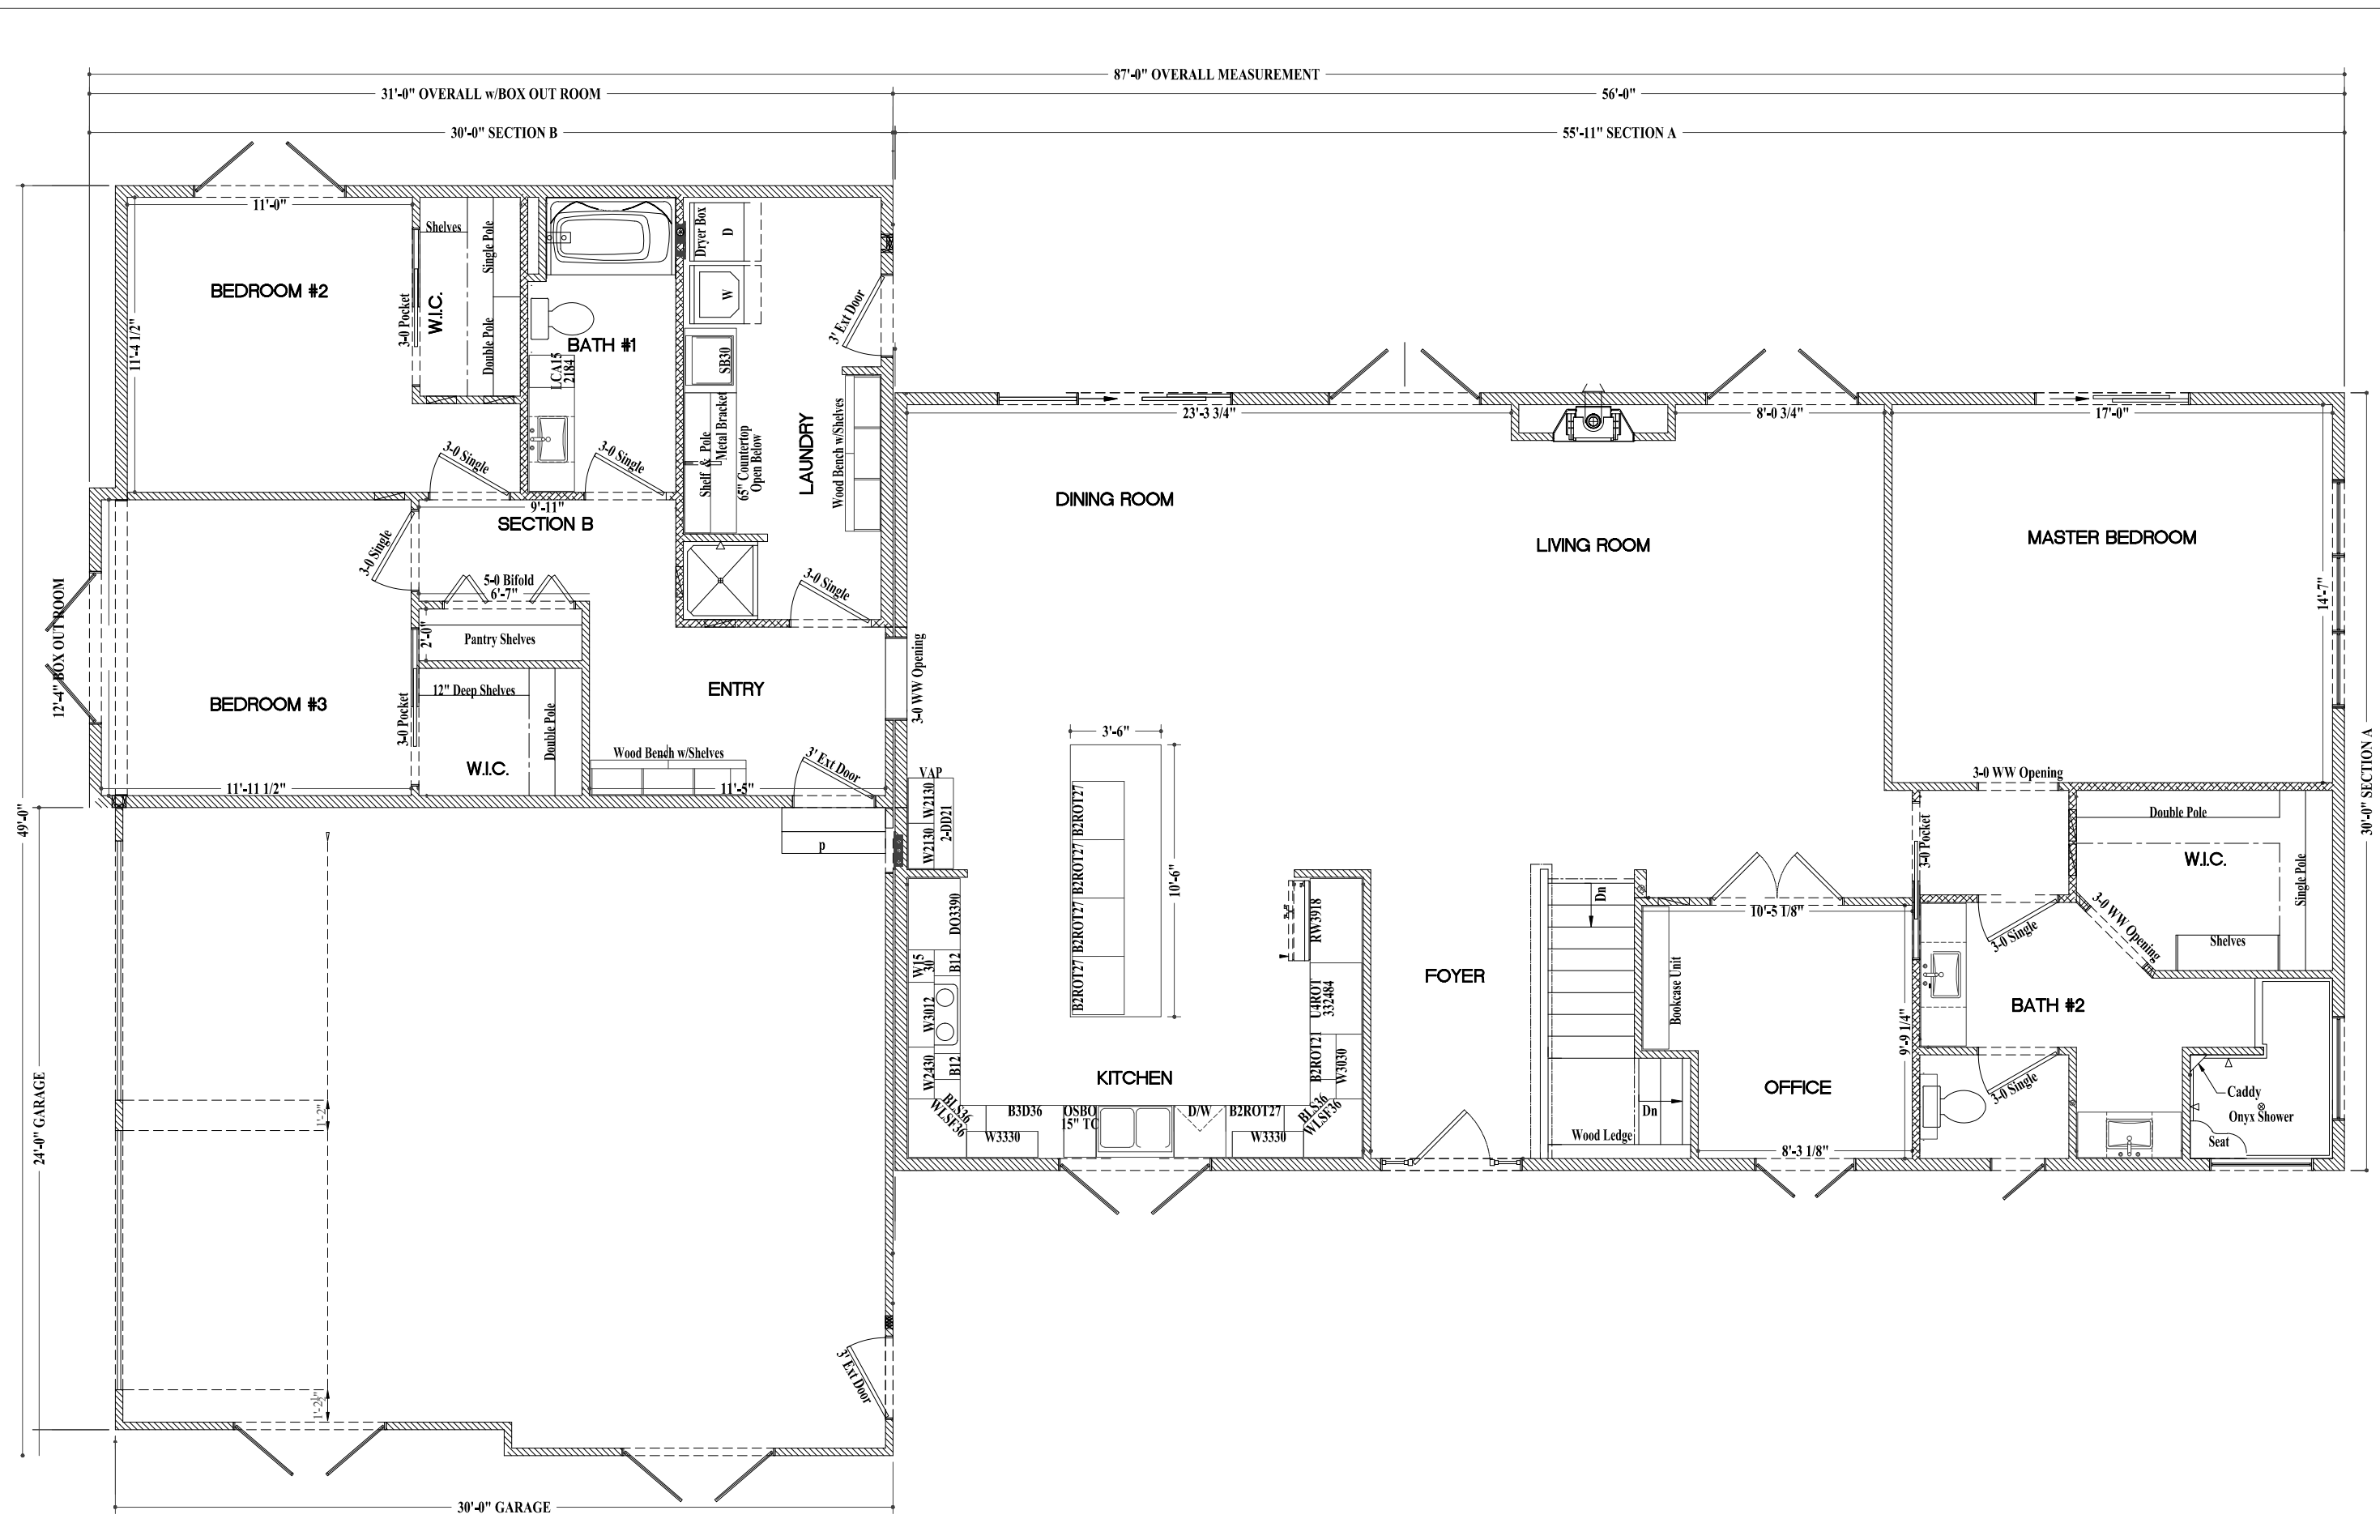 87'-0" OVERALL MEASUREMENT
31'-0" OVERALL w/BOX OUT ROOM
56'-0"
30'-0" SECTION B
55'-11" SECTION A
11'-0"
Shelves
Single Pole
Dryer Box
D
BEDROOM #2
W.I.C.
3-0 Pocket
11'-4 1/2"
Double Pole
W
3' Ext Door
BATH #1
LCA15
2184
SB30
Metal Bracket
Shelf & Pole
65" Countertop
Open Below
LAUNDRY
Wood Bench w/Shelves
3-0 Single
3-0 Single
9'-11"
SECTION B
3-0 Single
5-0 Bifold
6'-7"
3-0 Single
2'-0"
Pantry Shelves
12'-4" BOX OUT ROOM
BEDROOM #3
3-0 Pocket
12" Deep Shelves
Double Pole
W.I.C.
ENTRY
3-0 WW Opening
Wood Bench w/Shelves
3' Ext Door
11'-11 1/2"
11'-5"
23'-3 3/4"
8'-0 3/4"
17'-0"
DINING ROOM
LIVING ROOM
MASTER BEDROOM
14'-7"
30'-0" SECTION A
3'-6"
10'-6"
B2ROT27
B2ROT27
B2ROT27
B2ROT27
VAP
W2130
W2130
2-DD21
DO3390
W15
30
B12
W3012
W2430
B12
BLS36
WLSF36
B3D36
W3330
OSBO
15" TC
D/W
B2ROT27
W3330
BLS36
WLSF36
RW3918
U4ROT
332484
B2ROT21
W3030
KITCHEN
FOYER
Dn
Dn
Wood Ledge
Bookcase Unit
10'-5 1/8"
9'-9 1/4"
OFFICE
8'-3 1/8"
3-0 WW Opening
3-0 Pocket
Double Pole
W.I.C.
Single Pole
3-0 WW Opening
Shelves
3-0 Single
BATH #2
3-0 Single
Caddy
Onyx Shower
Seat
49'-0"
24'-0" GARAGE
p
1'-2"
1'-2½"
3' Ext Door
30'-0" GARAGE